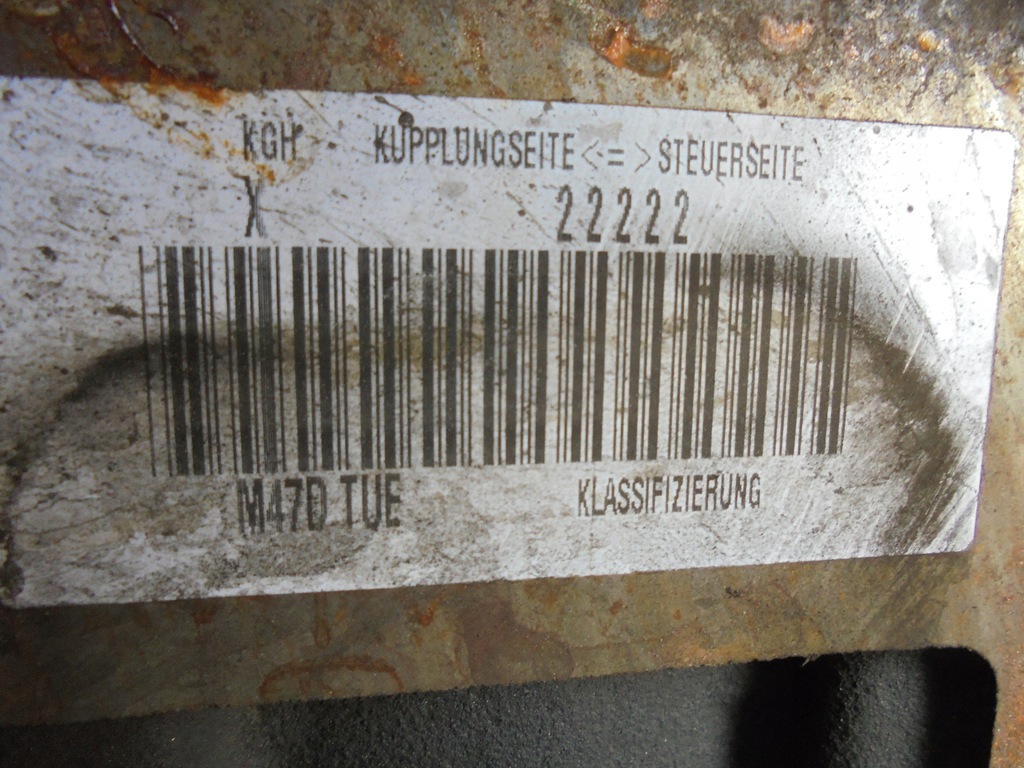 KGH KUPPLUNGSEITE <=> STEUERSEITE
X 22222
M47D TUE KLASSIFIZIERUNG